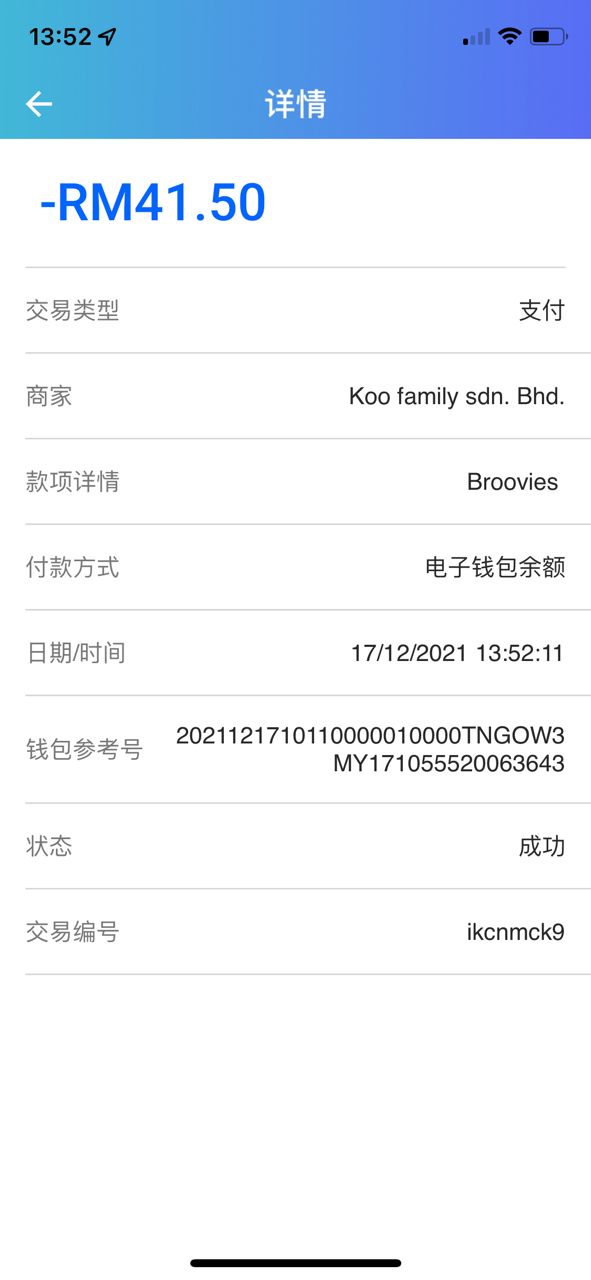 13:52
详情
-RM41.50
交易类型 支付
商家 Koo family sdn. Bhd.
款项详情 Broovies
付款方式 电子钱包余额
日期/时间 17/12/2021 13:52:11
钱包参考号 2021121710110000010000TNGOW3
MY171055520063643
状态 成功
交易编号 ikcnmck9